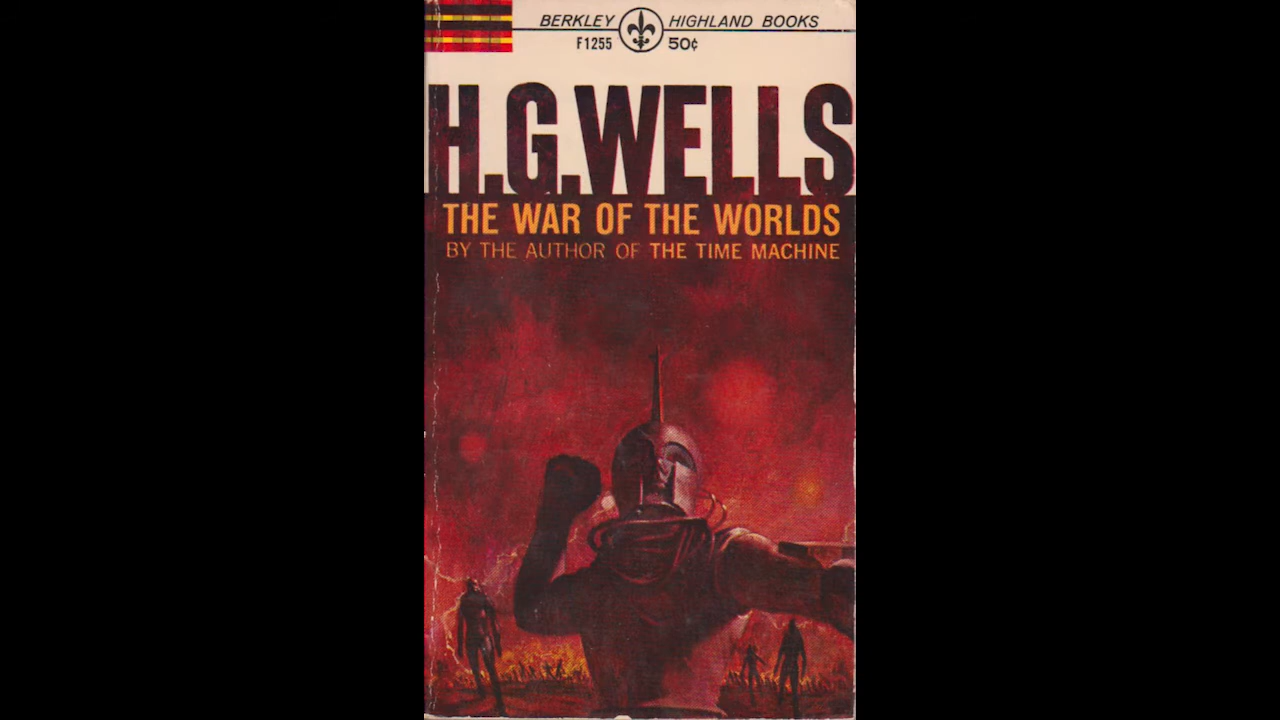 BERKLEY HIGHLAND BOOKS
F1255 50¢
H.G.WELLS
THE WAR OF THE WORLDS
BY THE AUTHOR OF THE TIME MACHINE